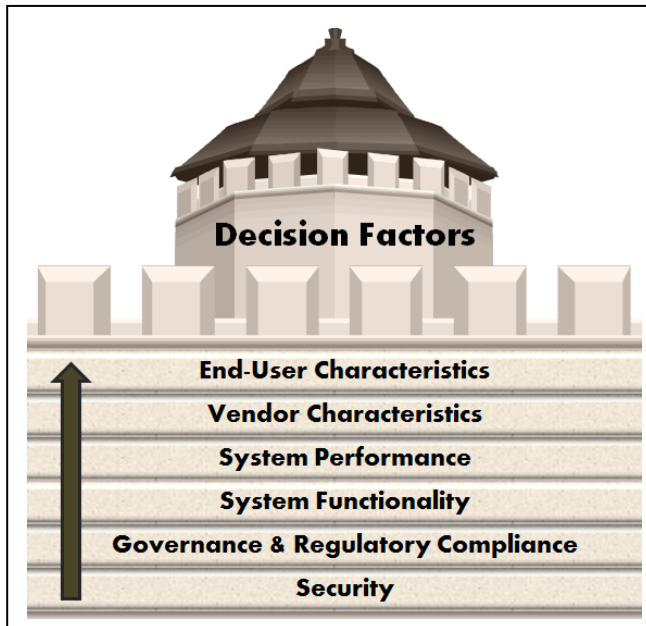 Decision Factors
End-User Characteristics
Vendor Characteristics
System Performance
System Functionality
Governance & Regulatory Compliance
Security